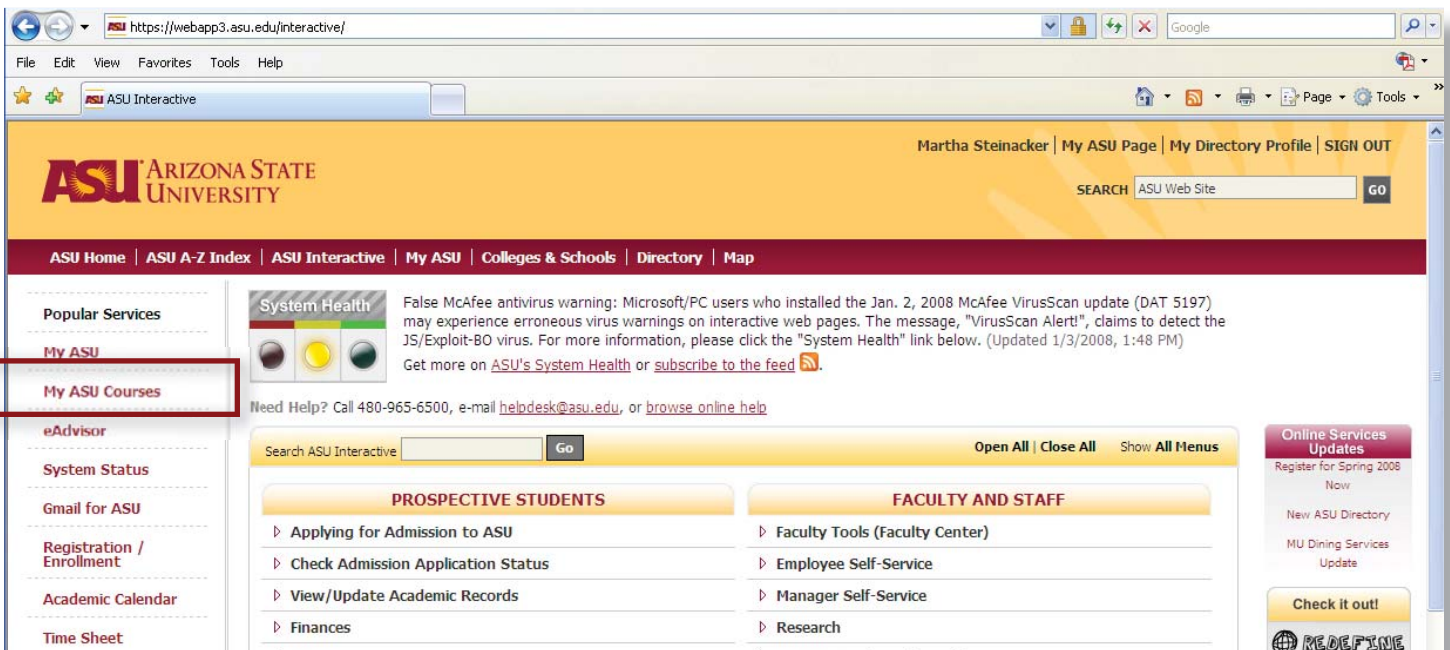 https://webapp3.asu.edu/interactive/
Google
File Edit View Favorites Tools Help
ASU ASU Interactive
Page Tools
Martha Steinacker | My ASU Page | My Directory Profile | SIGN OUT
ASU ARIZONA STATE
UNIVERSITY
SEARCH ASU Web Site GO
ASU Home | ASU A-Z Index | ASU Interactive | My ASU | Colleges & Schools | Directory | Map
Popular Services
My ASU
My ASU Courses
eAdvisor
System Status
Gmail for ASU
Registration /
Enrollment
Academic Calendar
Time Sheet
System Health
False McAfee antivirus warning: Microsoft/PC users who installed the Jan. 2, 2008 McAfee VirusScan update (DAT 5197)
may experience erroneous virus warnings on interactive web pages. The message, "VirusScan Alert!", claims to detect the
JS/Exploit-BO virus. For more information, please click the "System Health" link below. (Updated 1/3/2008, 1:48 PM)
Get more on ASU's System Health or subscribe to the feed.
Need Help? Call 480-965-6500, e-mail helpdesk@asu.edu, or browse online help
Search ASU Interactive Go
Open All | Close All Show All Menus
PROSPECTIVE STUDENTS
Applying for Admission to ASU
Check Admission Application Status
View/Update Academic Records
Finances
FACULTY AND STAFF
Faculty Tools (Faculty Center)
Employee Self-Service
Manager Self-Service
Research
Online Services
Updates
Register for Spring 2008
Now
New ASU Directory
MU Dining Services
Update
Check it out!
REDEFINE